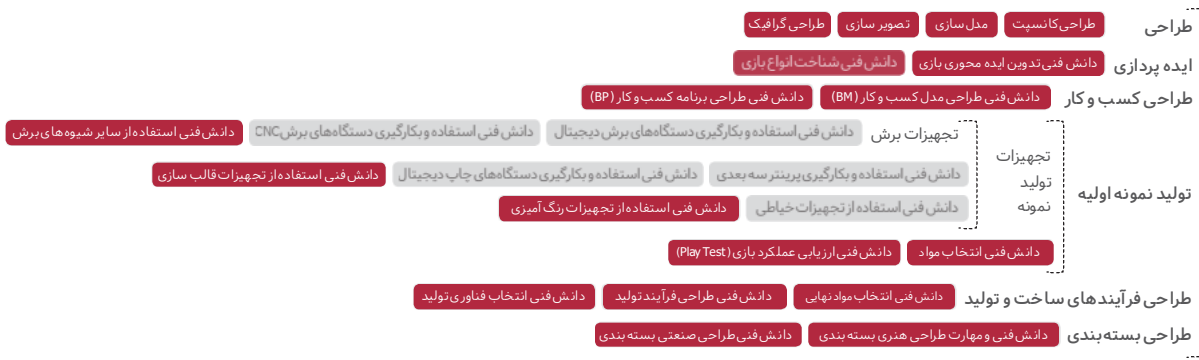 طراحی طراحی کانسپت مدل سازی تصویر سازی طراحی گرافیک
ایده پردازی دانش فنی تدوین ایده محوری بازی دانش فنی شناخت انواع بازی
طراحی کسب و کار دانش فنی طراحی مدل کسب و کار (BM) دانش فنی طراحی برنامه کسب و کار (BP)
تولید نمونه اولیه
تجهیزات
تولید
نمونه
تجهیزات برش دانش فنی استفاده و بکارگیری دستگاه‌های برش دیجیتال دانش فنی استفاده و بکارگیری دستگاه‌های برش CNC دانش فنی استفاده از سایر شیوه‌های برش
دانش فنی استفاده و بکارگیری پرینتر سه بعدی دانش فنی استفاده و بکارگیری دستگاه‌های چاپ دیجیتال دانش فنی استفاده از تجهیزات قالب سازی
دانش فنی استفاده از تجهیزات خیاطی دانش فنی استفاده از تجهیزات رنگ آمیزی
دانش فنی انتخاب مواد دانش فنی ارزیابی عملکرد بازی (Play Test)
طراحی فرآیندهای ساخت و تولید دانش فنی انتخاب مواد نهایی دانش فنی طراحی فرآیند تولید دانش فنی انتخاب فناوری تولید
طراحی بسته‌بندی دانش فنی و مهارت طراحی هنری بسته بندی دانش فنی طراحی صنعتی بسته بندی